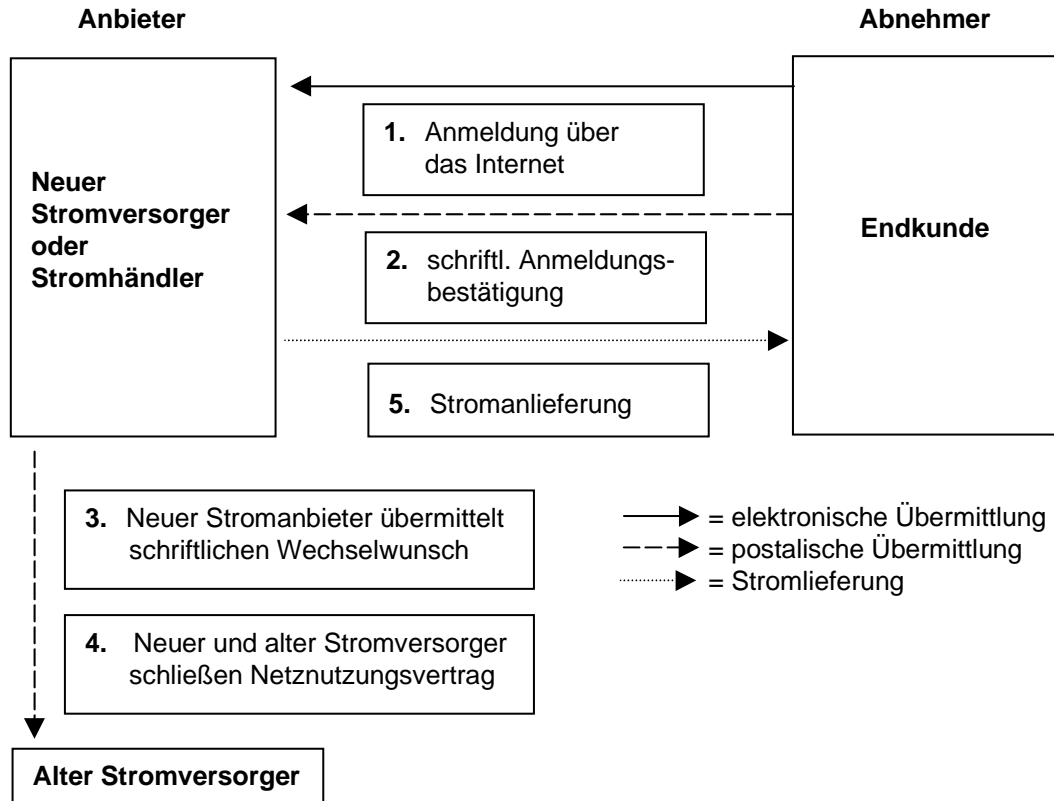 Anbieter
Abnehmer
1. Anmeldung über
das Internet
Neuer
Stromversorger
oder
Stromhändler
Endkunde
2. schriftl. Anmeldungs-
bestätigung
5. Stromanlieferung
3. Neuer Stromanbieter übermittelt
schriftlichen Wechselwunsch
= elektronische Übermittlung
= postalische Übermittlung
= Stromlieferung
4. Neuer und alter Stromversorger
schließen Netznutzungsvertrag
Alter Stromversorger